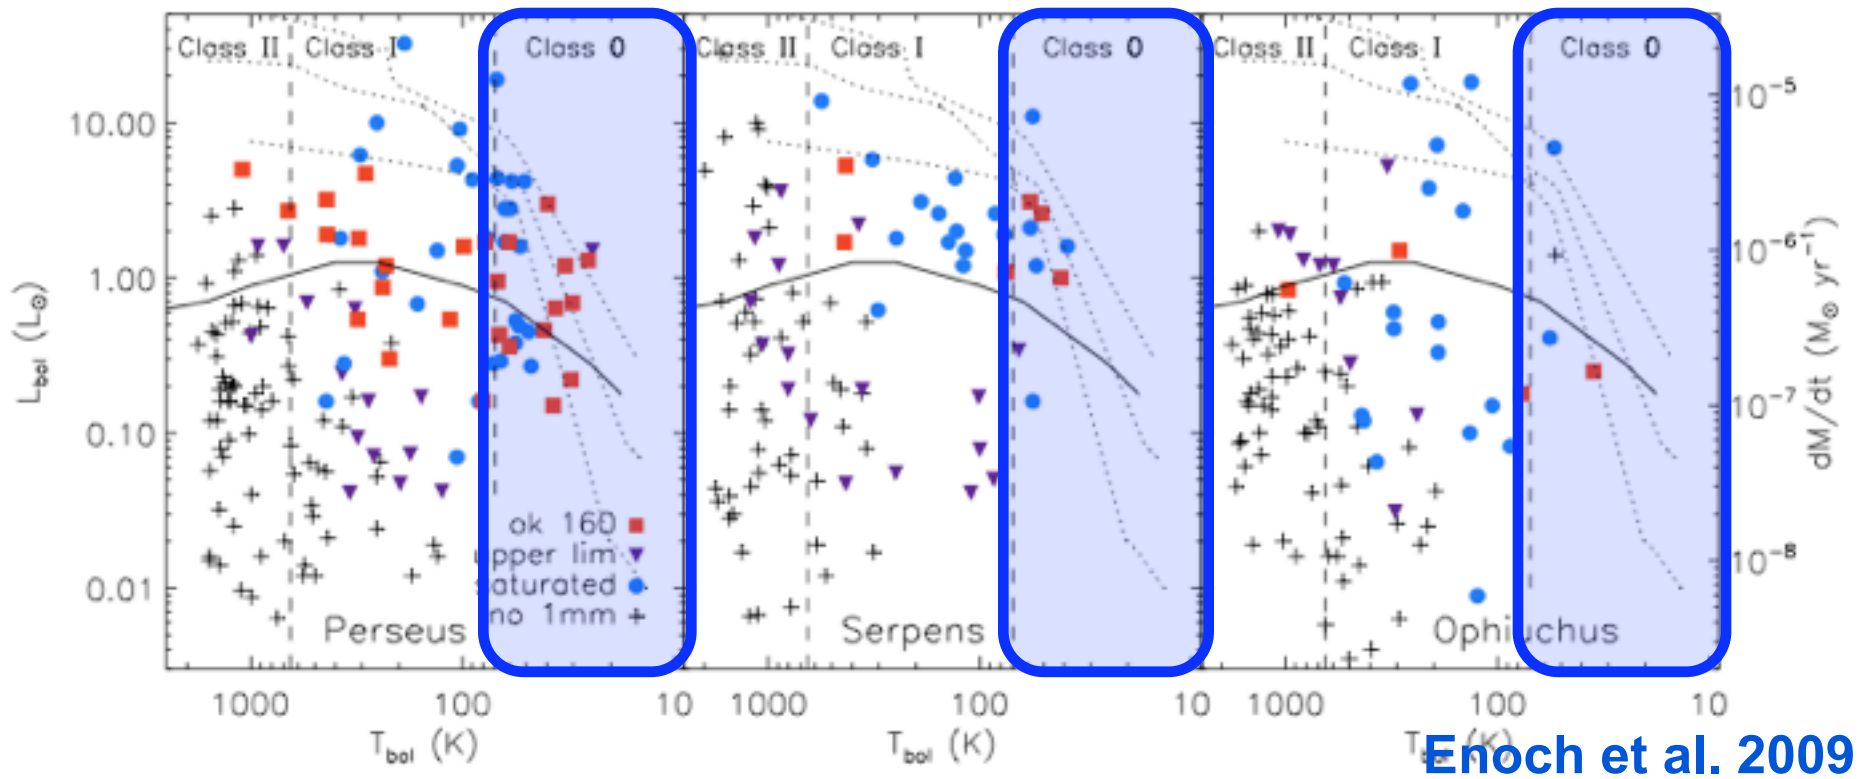 Class II Class I Class 0 Class II Class I Class 0 Class II Class I Class 0
10.00
1.00
0.10
0.01
L_bol (L_⊙)
10⁻⁵
10⁻⁶
10⁻⁷
10⁻⁸
dM/dt (M_⊙ yr⁻¹)
ok 160
upper lim
saturated
no 1mm
Perseus Serpens Ophiuchus
1000 100 10 1000 100 10 1000 100 10
T_bol (K) T_bol (K) T_bol (K)
Enoch et al. 2009